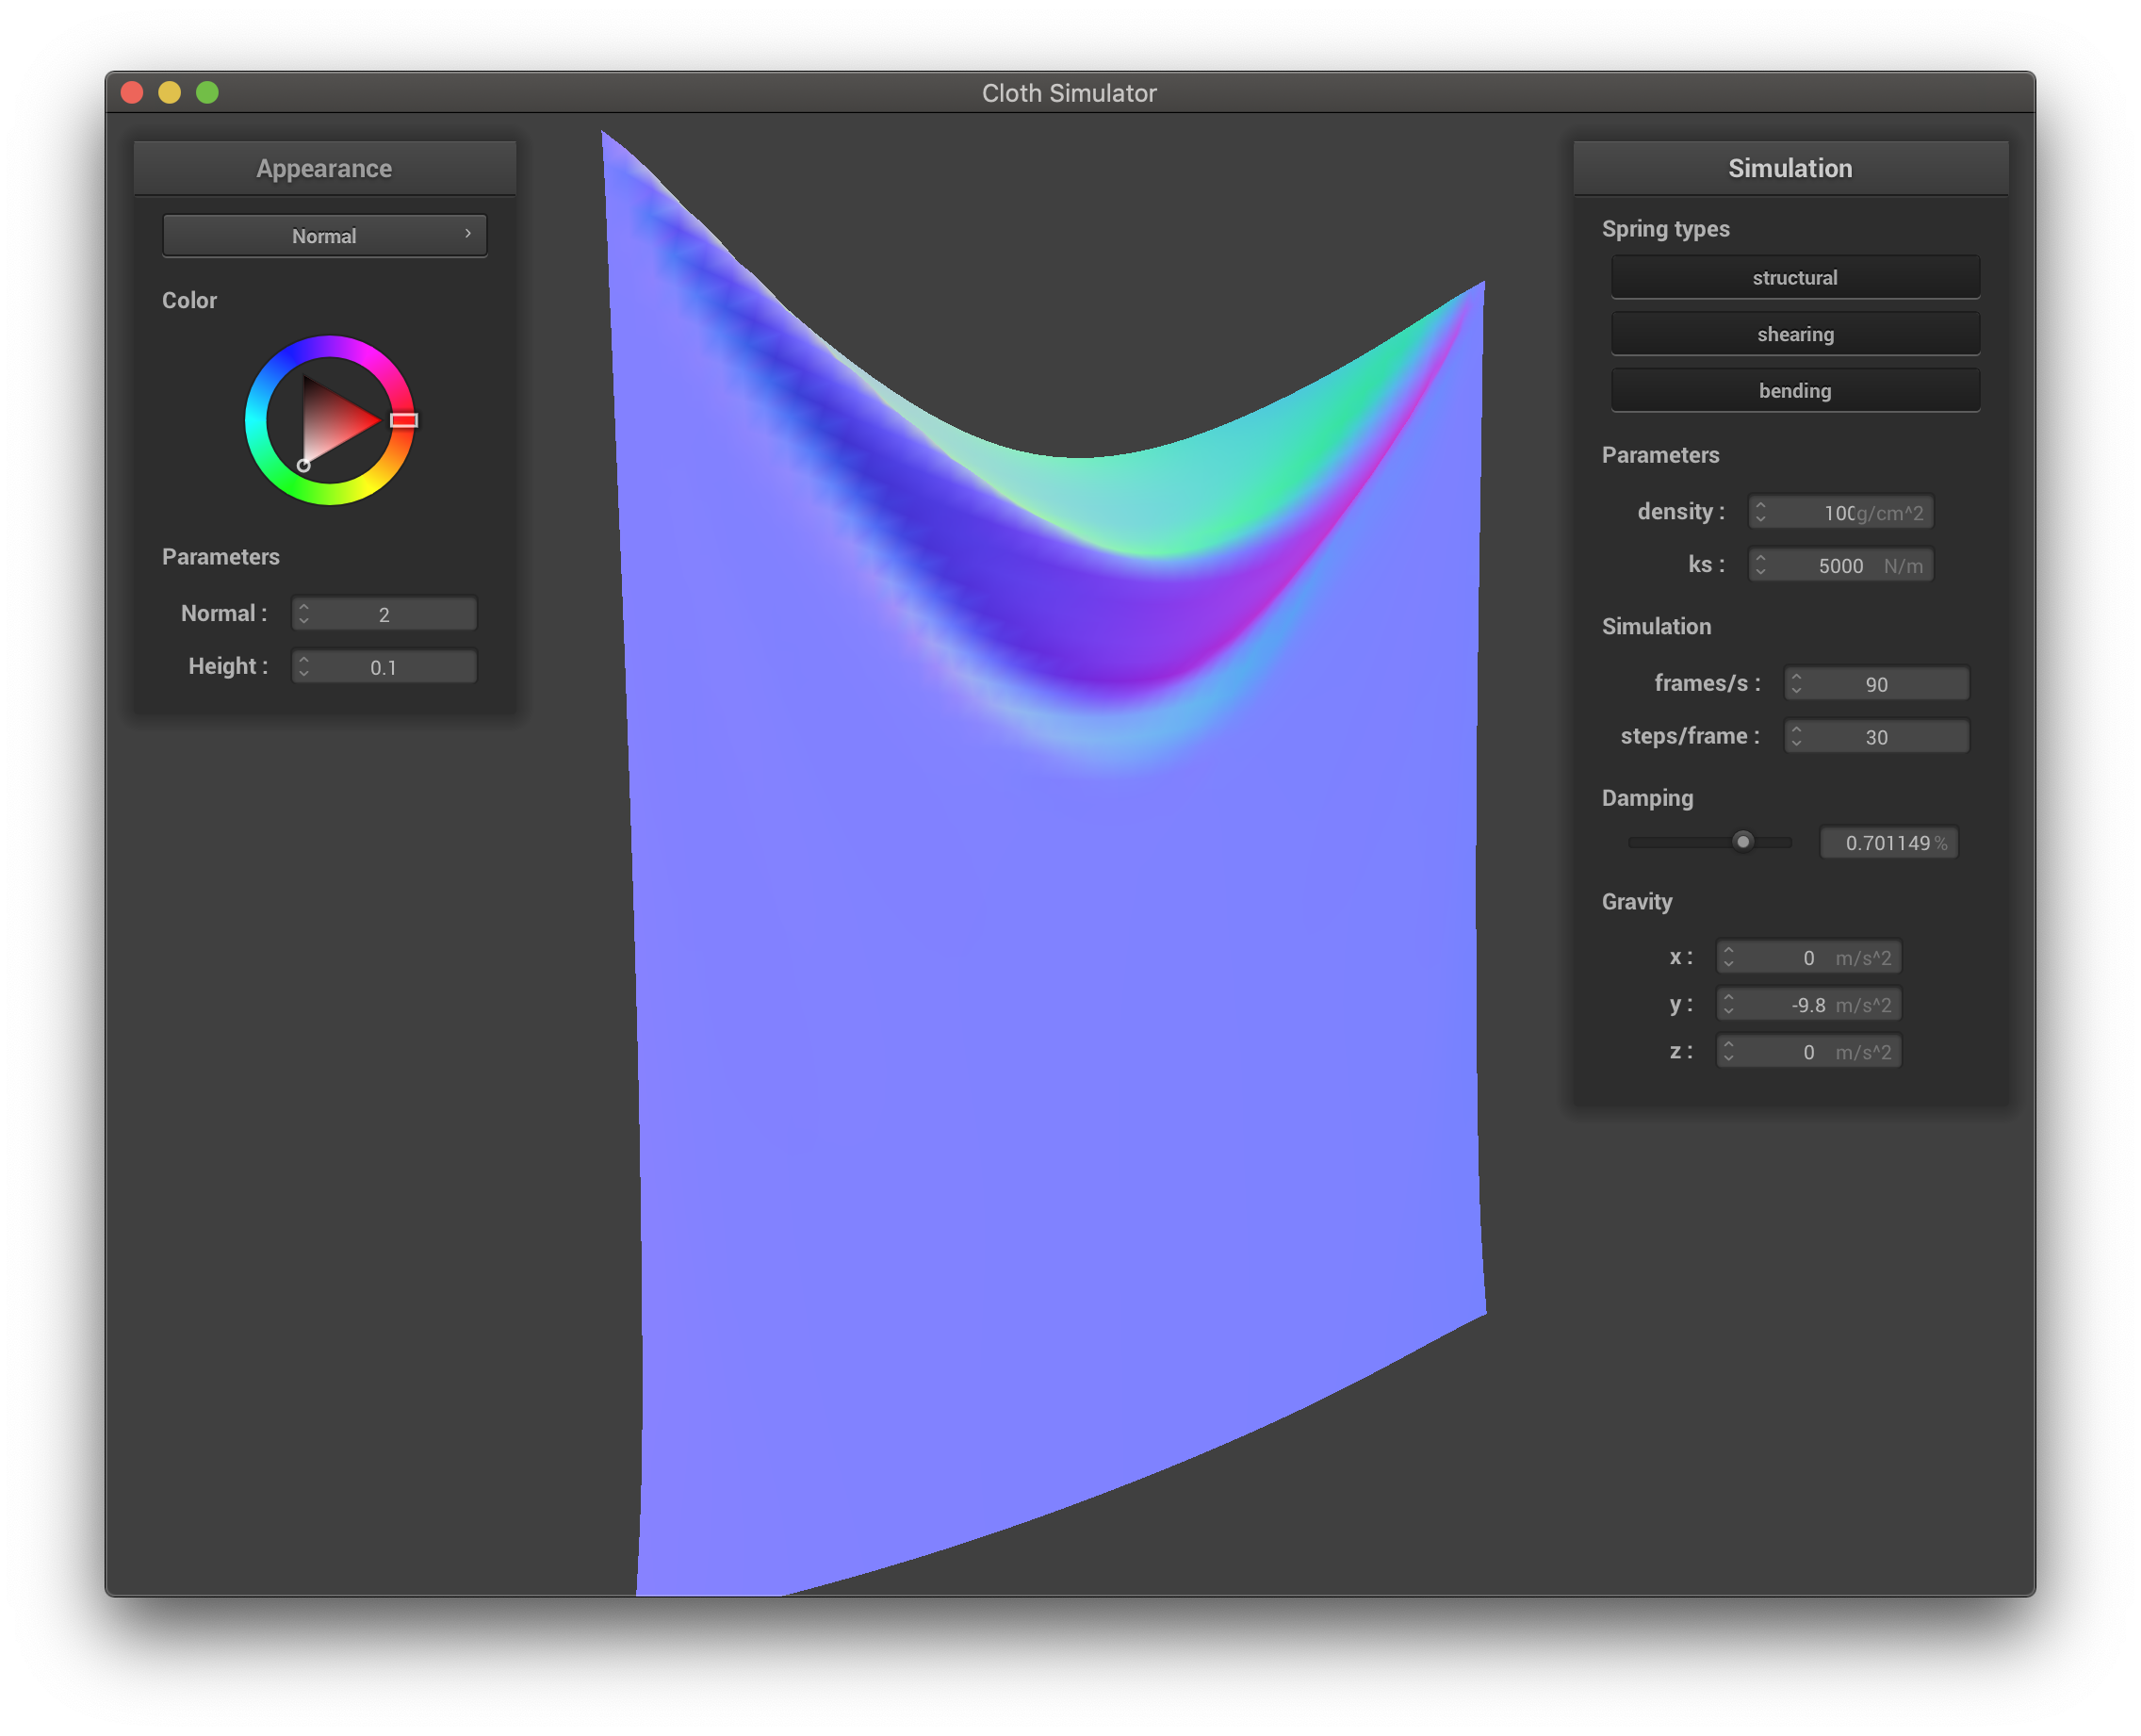 Cloth Simulator
Appearance
Normal
Color
Parameters
Normal : 2
Height : 0.1
Simulation
Spring types
structural
shearing
bending
Parameters
density : 100 g/cm^2
ks : 5000 N/m
Simulation
frames/s : 90
steps/frame : 30
Damping
0.701149 %
Gravity
x : 0 m/s^2
y : -9.8 m/s^2
z : 0 m/s^2